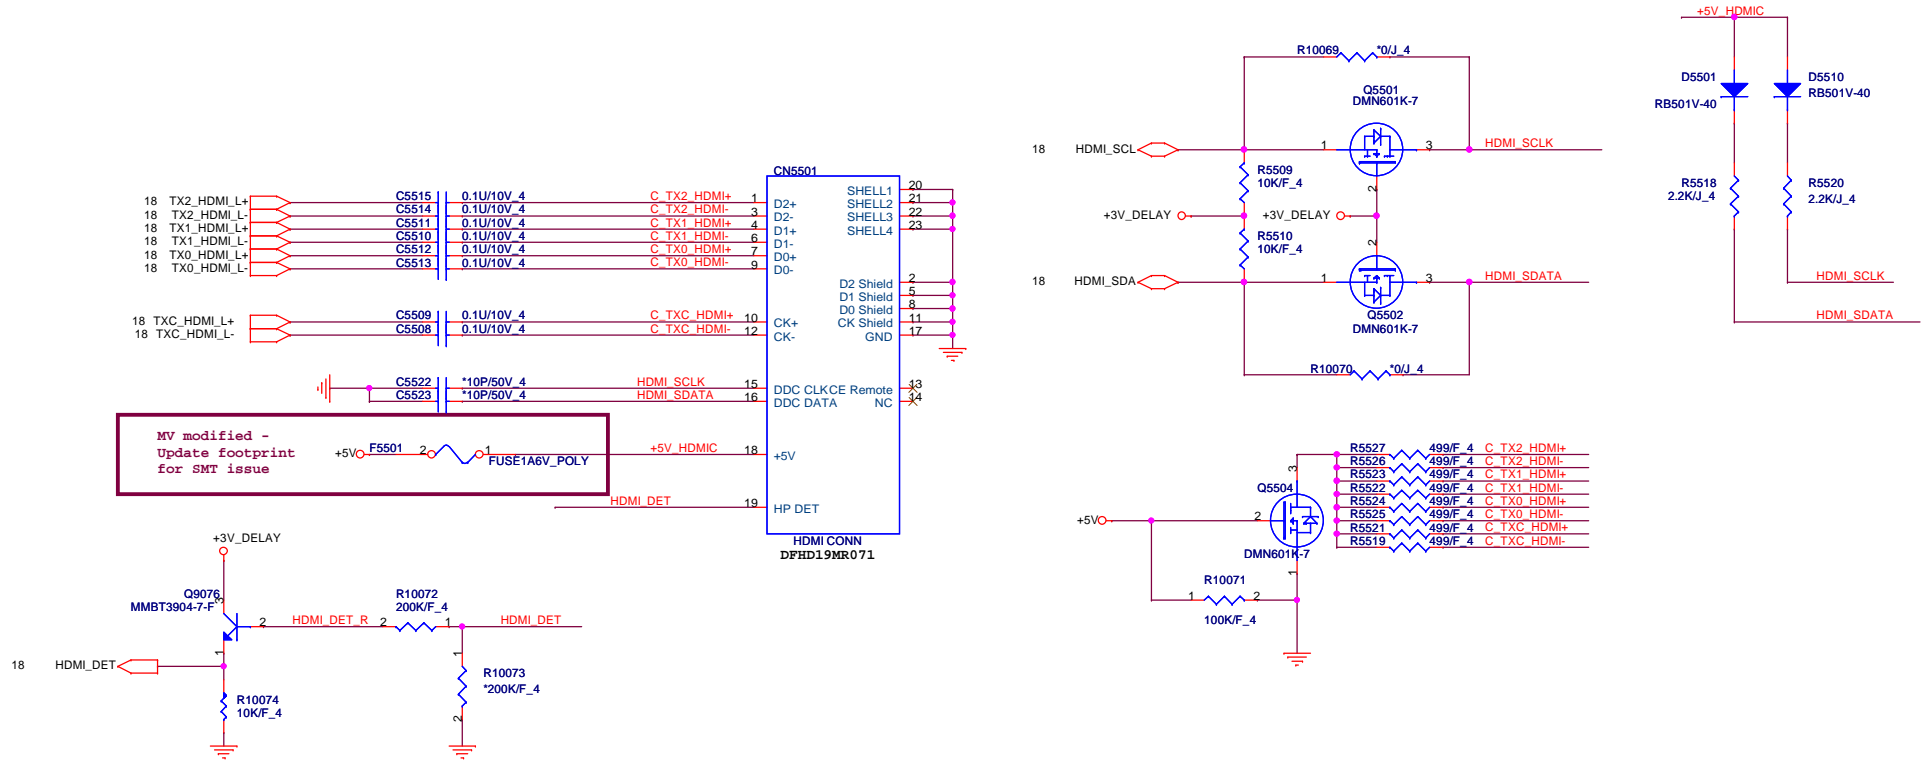 +5V_HDMIC
D5501
RB501V-40
D5510
RB501V-40
R5518
2.2K/J_4
R5520
2.2K/J_4
HDMI_SCLK
HDMI_SDATA
R10069 *0/J_4
Q5501
DMN601K-7
18 HDMI_SCL 1 3 HDMI_SCLK
2
R5509
10K/F_4
+3V_DELAY +3V_DELAY
R5510
10K/F_4
2
18 HDMI_SDA 1 3 HDMI_SDATA
Q5502
DMN601K-7
R10070 *0/J_4
CN5501
18 TX2_HDMI_L+ C5515 0.1U/10V_4 C_TX2_HDMI+ 1 D2+
18 TX2_HDMI_L- C5514 0.1U/10V_4 C_TX2_HDMI- 3 D2-
18 TX1_HDMI_L+ C5511 0.1U/10V_4 C_TX1_HDMI+ 4 D1+
18 TX1_HDMI_L- C5510 0.1U/10V_4 C_TX1_HDMI- 6 D1-
18 TX0_HDMI_L+ C5512 0.1U/10V_4 C_TX0_HDMI+ 7 D0+
18 TX0_HDMI_L- C5513 0.1U/10V_4 C_TX0_HDMI- 9 D0-
18 TXC_HDMI_L+ C5509 0.1U/10V_4 C_TXC_HDMI+ 10 CK+
18 TXC_HDMI_L- C5508 0.1U/10V_4 C_TXC_HDMI- 12 CK-
C5522 *10P/50V_4 HDMI_SCLK 15 DDC CLK
C5523 *10P/50V_4 HDMI_SDATA 16 DDC DATA
SHELL1 20
SHELL2 21
SHELL3 22
SHELL4 23
D2 Shield 2
D1 Shield 5
D0 Shield 8
CK Shield 11
GND 17
CE Remote 13
NC 14
MV modified -
Update footprint
for SMT issue
+5V F5501 2 1 FUSE1A6V_POLY +5V_HDMIC 18 +5V
HDMI_DET 19 HP DET
HDMI CONN
DFHD19MR071
+3V_DELAY
Q9076
MMBT3904-7-F
3
2 HDMI_DET_R 2 R10072 1 HDMI_DET
200K/F_4
1
18 HDMI_DET
R10074
10K/F_4
1
R10073
*200K/F_4
2
R5527 499/F_4 C_TX2_HDMI+
R5526 499/F_4 C_TX2_HDMI-
R5523 499/F_4 C_TX1_HDMI+
R5522 499/F_4 C_TX1_HDMI-
R5524 499/F_4 C_TX0_HDMI+
R5525 499/F_4 C_TX0_HDMI-
R5521 499/F_4 C_TXC_HDMI+
R5519 499/F_4 C_TXC_HDMI-
3
Q5504
+5V 2
DMN601K-7
1
R10071
1 2
100K/F_4